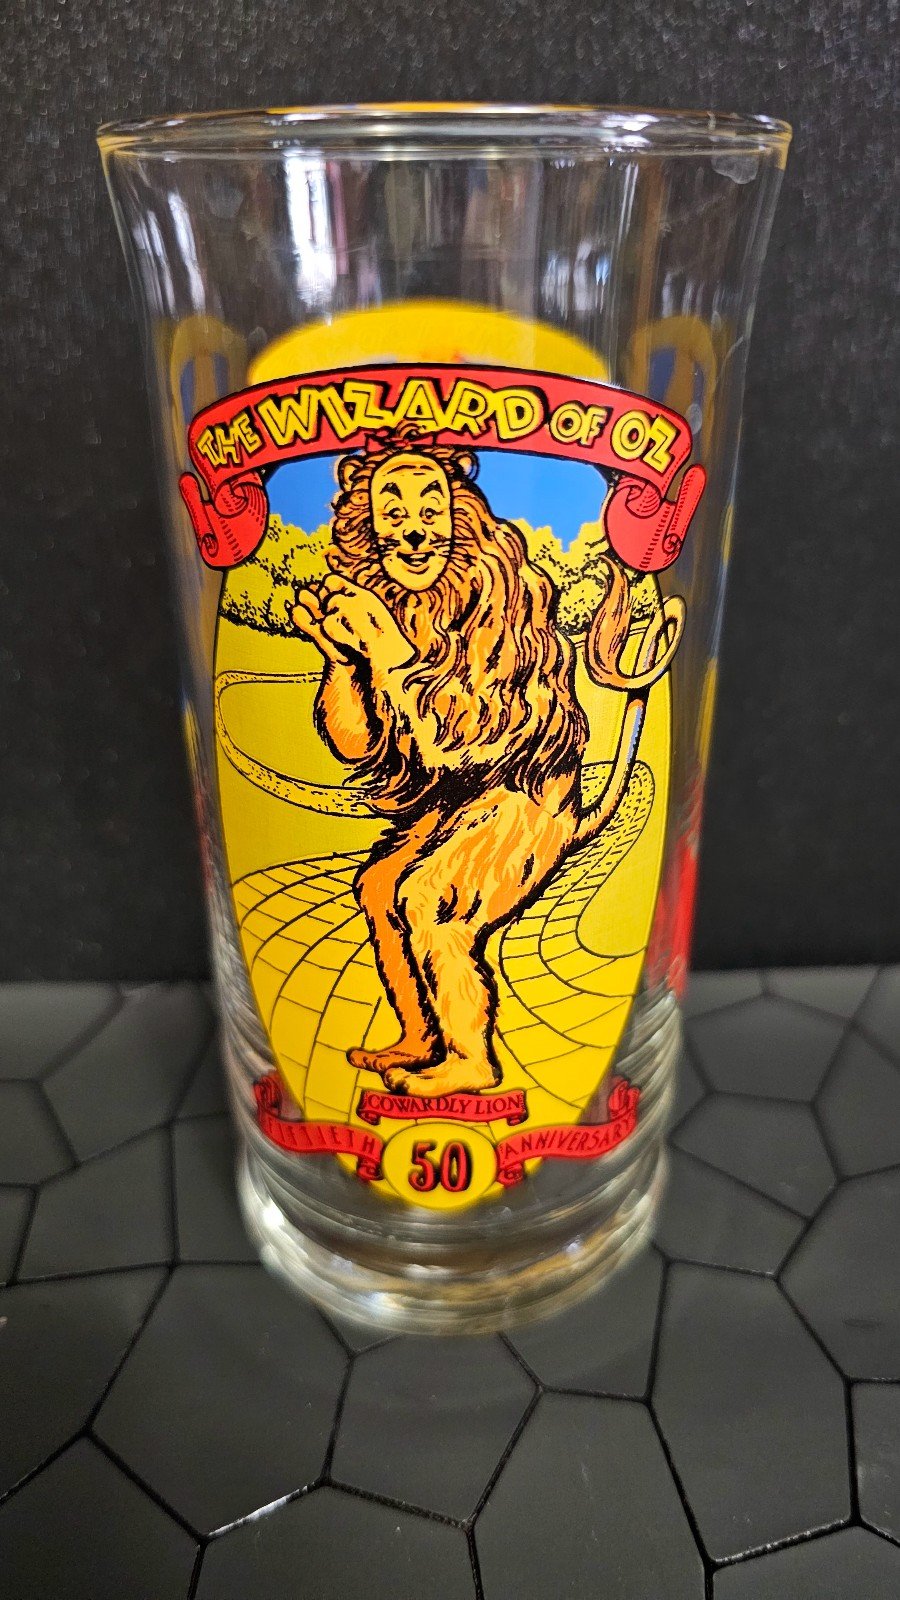 THE WIZARD OF OZ
COWARDLY LION
FIFTIETH 50 ANNIVERSARY